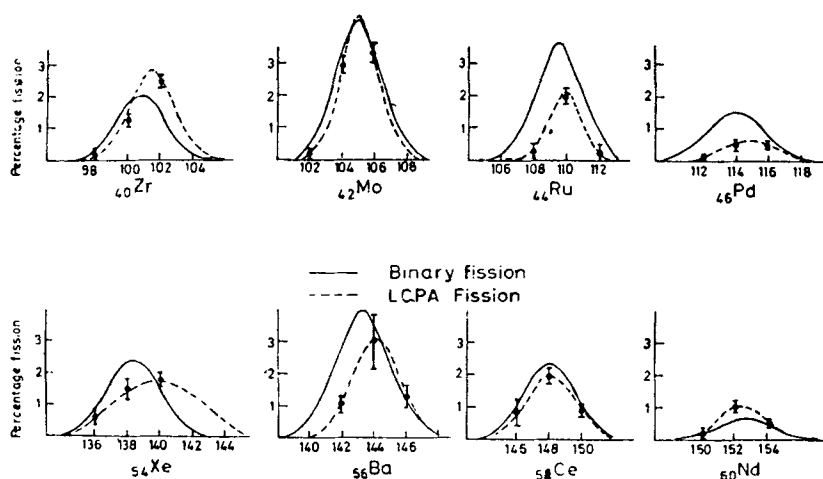 Percentage fission
3
2
1
98 100 102 104
40Zr
3
2
1
102 104 106 108
42Mo
3
2
1
106 108 110 112
44Ru
3
2
1
112 114 116 118
46Pd
Binary fission
LCPA Fission
Percentage fission
3
2
1
136 138 140 142 144
54Xe
3
2
1
140 142 144 146
56Ba
3
2
1
146 148 150
58Ce
3
2
1
150 152 154
60Nd